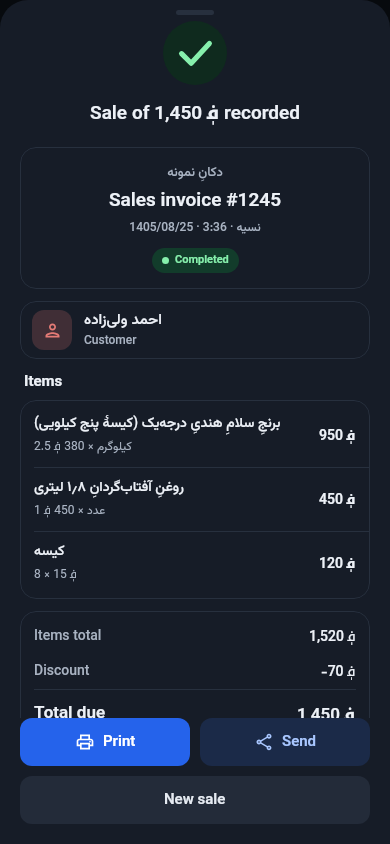 Sale of 1,450 ؋ recorded
دکانِ نمونه
Sales invoice #1245
1405/08/25 · 3:36 · نسیه
Completed
احمد ولی‌زاده
Customer
Items
برنجِ سلامِ هندیِ درجه‌یک (کیسهٔ پنج کیلویی)
950 ؋
2.5 کیلوگرم × 380 ؋
روغنِ آفتاب‌گردانِ ۱٫۸ لیتری
450 ؋
1 عدد × 450 ؋
کیسه
120 ؋
8 × 15 ؋
Items total 1,520 ؋
Discount -70 ؋
Total due 1,450 ؋
Print
Send
New sale